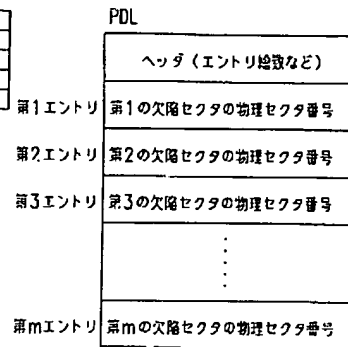 PDL
ヘッダ(エントリ総数など)
第1エントリ 第1の欠陥セクタの物理セクタ番号
第2エントリ 第2の欠陥セクタの物理セクタ番号
第3エントリ 第3の欠陥セクタの物理セクタ番号
第mエントリ 第mの欠陥セクタの物理セクタ番号